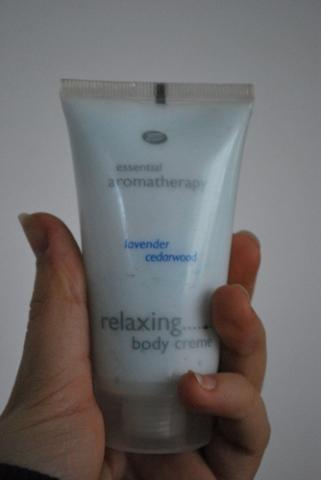 essential
aromatherapy
lavender
cedarwood
relaxing......
body creme